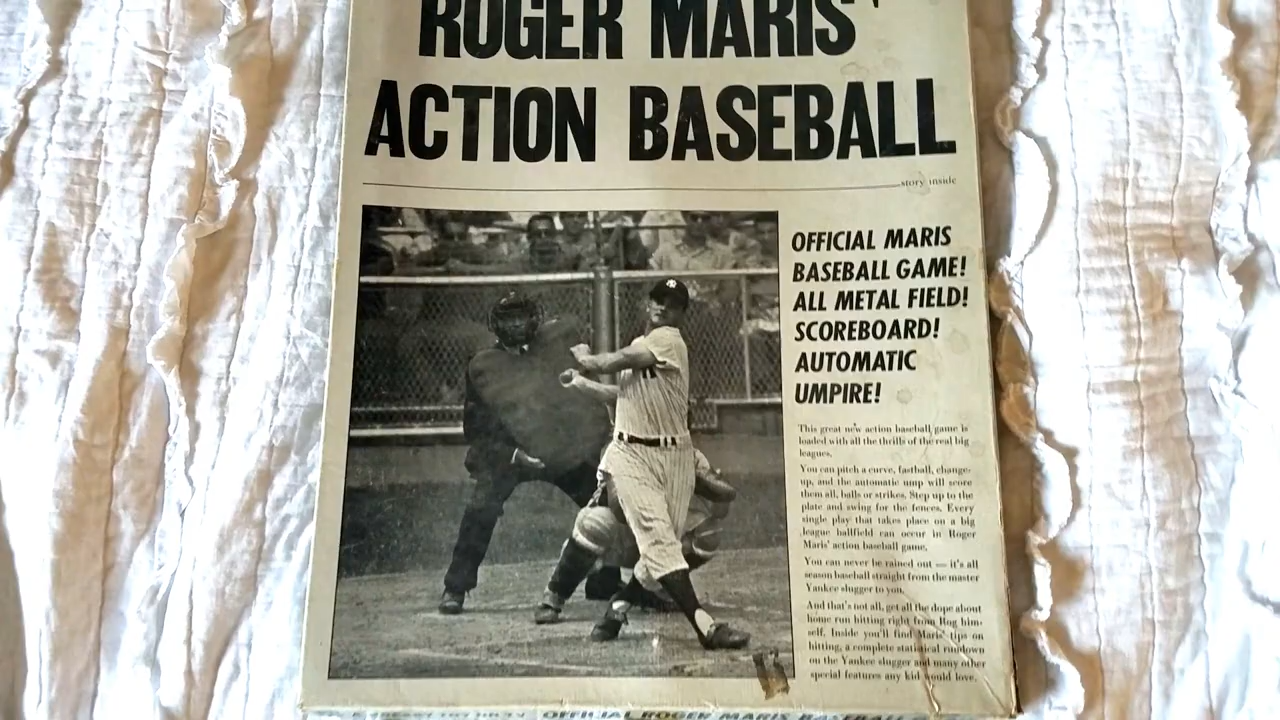 ROGER MARIS'
ACTION BASEBALL
story inside
OFFICIAL MARIS
BASEBALL GAME!
ALL METAL FIELD!
SCOREBOARD!
AUTOMATIC
UMPIRE!
This great new action baseball game is
loaded with all the thrills of the real big
leagues.
You can pitch a curve, fastball, change-
up, and the automatic ump will score
them all, balls or strikes. Step up to the
plate and swing for the fences. Every
single play that takes place on a big
league ballfield can occur in Roger
Maris' action baseball game.
You can never be rained out — it's all
season baseball straight from the master
Yankee slugger to you.
And that's not all, get all the dope about
home run hitting right from Rog him-
self. Inside you'll find Maris' tips on
hitting, a complete statistical rundown
on the Yankee slugger and many other
special features any kid would love.
OFFICIAL ROGER MARIS BASEBALL